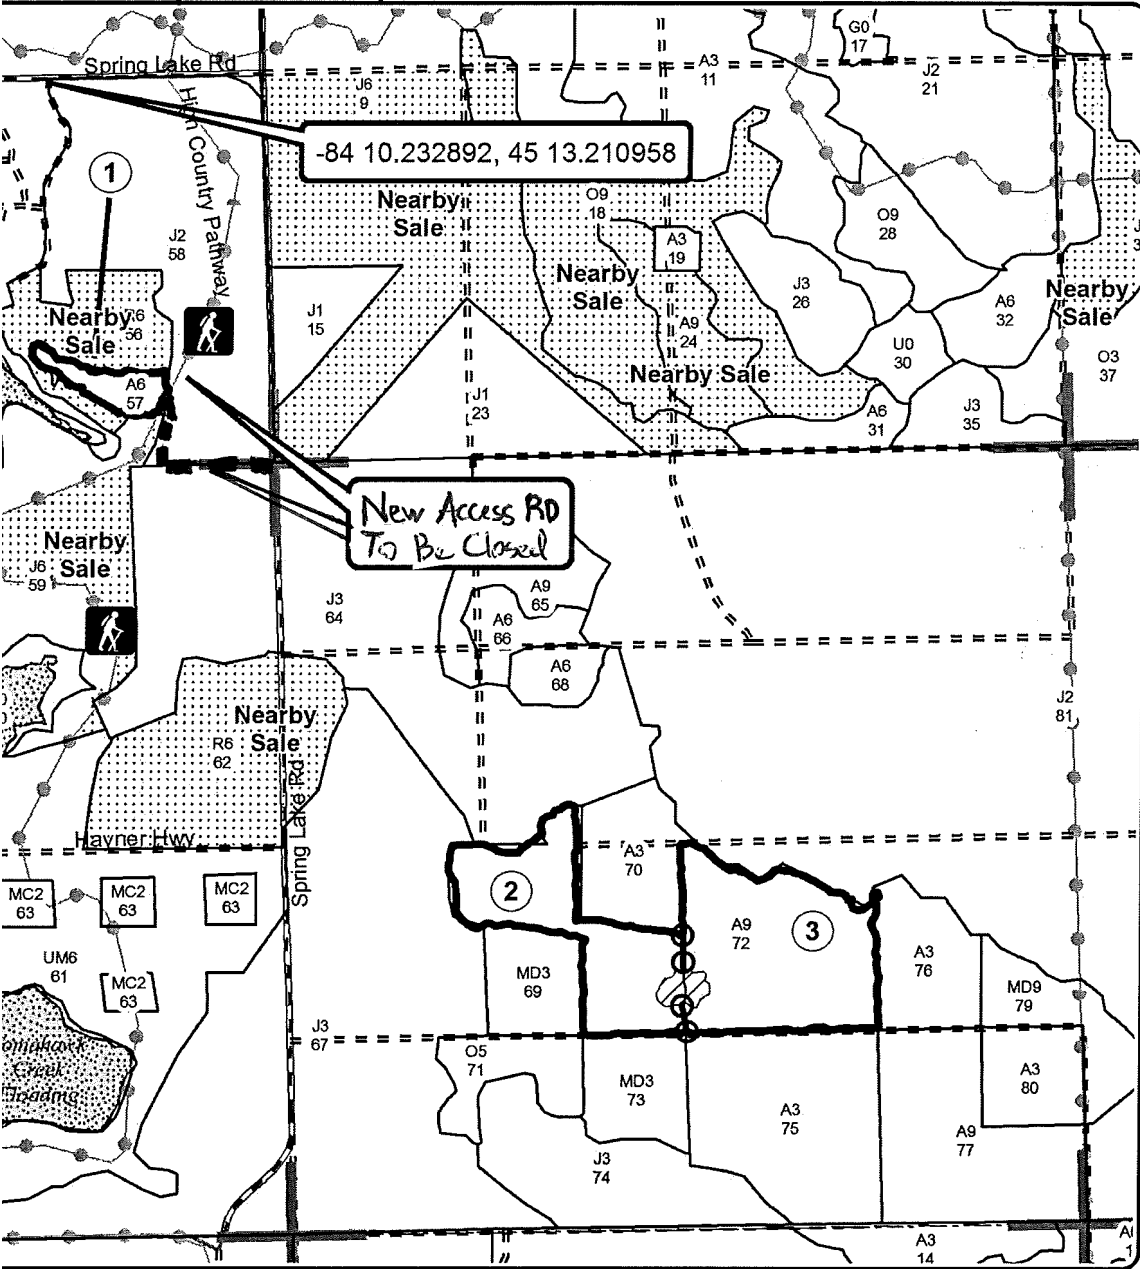 G0
17
Spring Lake Rd
A3
11
J2
21
J6
9
High Country Pathway
-84 10.232892, 45 13.210958
1
Nearby
Sale
O9
18
O9
28
J2
58
A3
19
Nearby
Sale
J3
26
A6
32
Nearby
Sale
Nearby
Sale
56
J1
15
A9
24
U0
30
O3
37
A6
57
Nearby Sale
J1
23
A6
31
J3
35
New Access RD
To Be Closed
Nearby
Sale
J6
59
A9
65
J3
64
A6
66
A6
68
J2
81
Nearby
Sale
R6
62
Spring Lake Rd
Hayner Hwy
A3
70
MC2
63
MC2
63
MC2
63
2
A9
72
3
A3
76
UM6
61
MC2
63
MD3
69
MD9
79
J3
67
Creek
Flooding
O5
71
MD3
73
A3
75
A3
80
A9
77
J3
74
A3
14